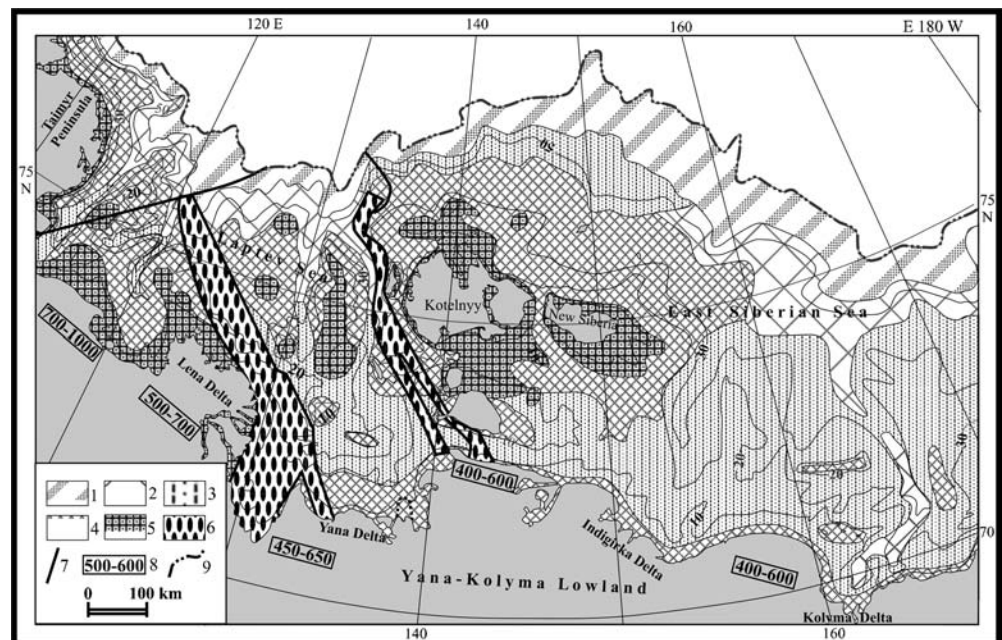 120 E
140
160
E 180 W
Taimyr
Peninsula
75
N
20
Laptev Sea
75
N
50
Kotelnyy
New Siberia
East Siberian Sea
30
700-1000
Lena Delta
20
10
500-700
400-600
20
20
30
10
Yana Delta
Indigirka Delta
450-650
400-600
70
Yana-Kolyma Lowland
Kolyma Delta
1
2
3
4
5
6
7
500-600
8
9
0
100 km
140
160